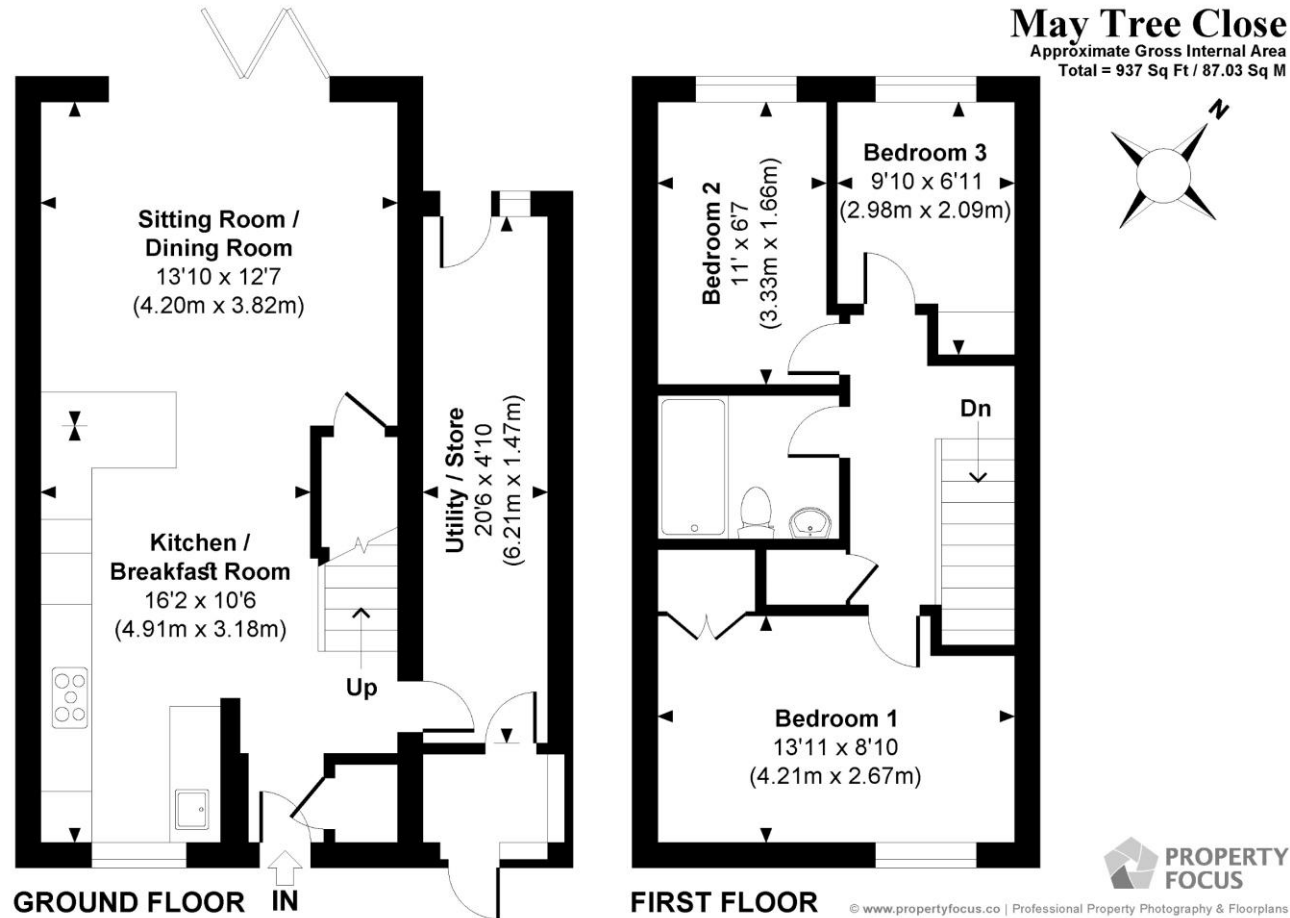 May Tree Close
Approximate Gross Internal Area
Total = 937 Sq Ft / 87.03 Sq M
N
Sitting Room /
Dining Room
13'10 x 12'7
(4.20m x 3.82m)
Utility / Store
20'6 x 4'10
(6.21m x 1.47m)
Kitchen /
Breakfast Room
16'2 x 10'6
(4.91m x 3.18m)
Up
GROUND FLOOR
IN
Bedroom 2
11' x 6'7
(3.33m x 1.66m)
Bedroom 3
9'10 x 6'11
(2.98m x 2.09m)
Dn
Bedroom 1
13'11 x 8'10
(4.21m x 2.67m)
FIRST FLOOR
PROPERTY
FOCUS
© www.propertyfocus.co | Professional Property Photography & Floorplans